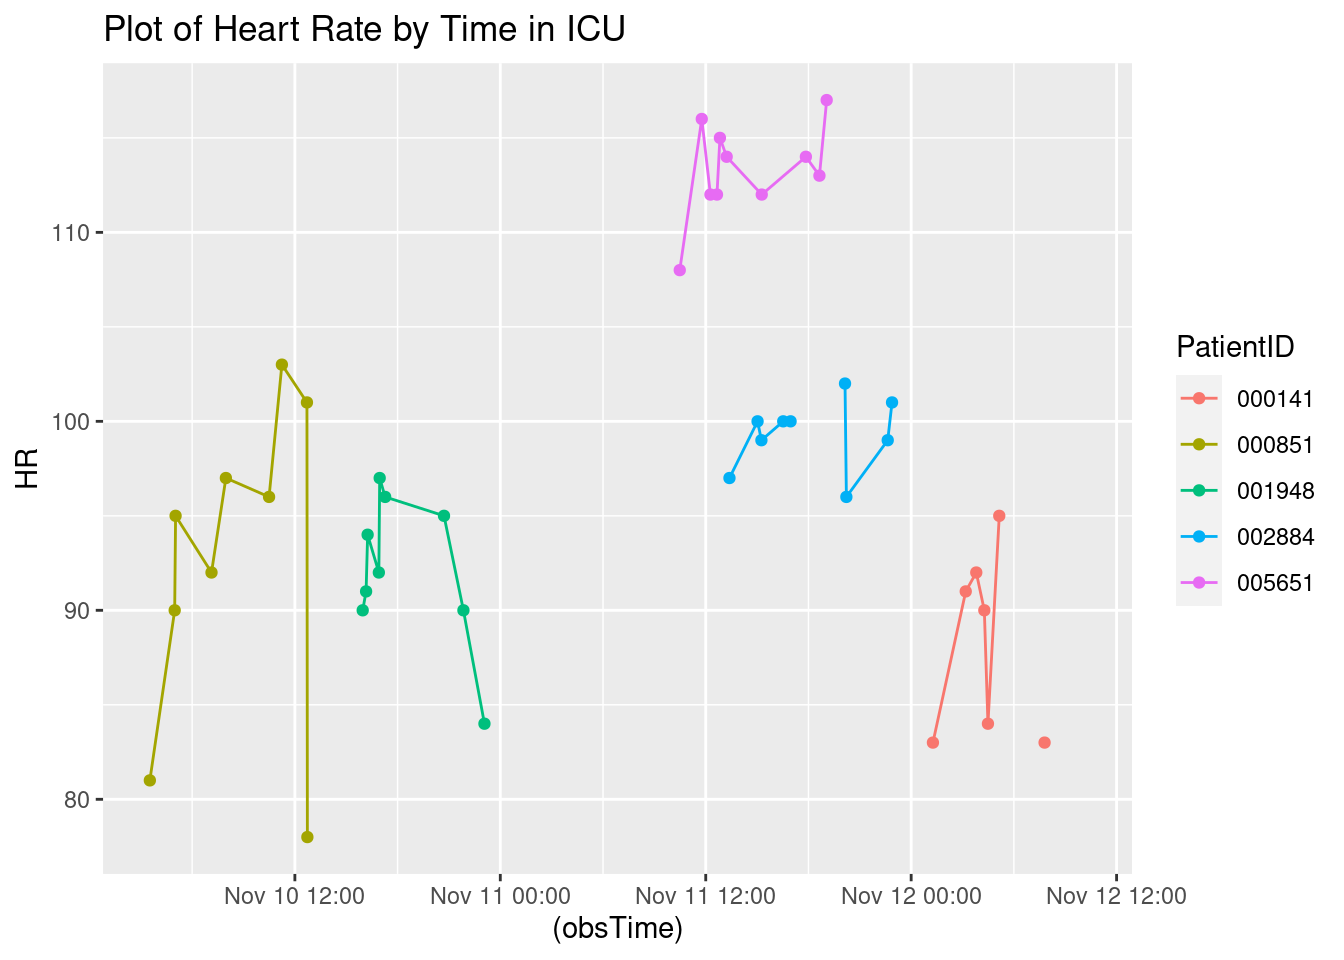 Plot of Heart Rate by Time in ICU
HR
110
100
90
80
Nov 10 12:00
Nov 11 00:00
Nov 11 12:00
Nov 12 00:00
Nov 12 12:00
(obsTime)
PatientID
000141
000851
001948
002884
005651